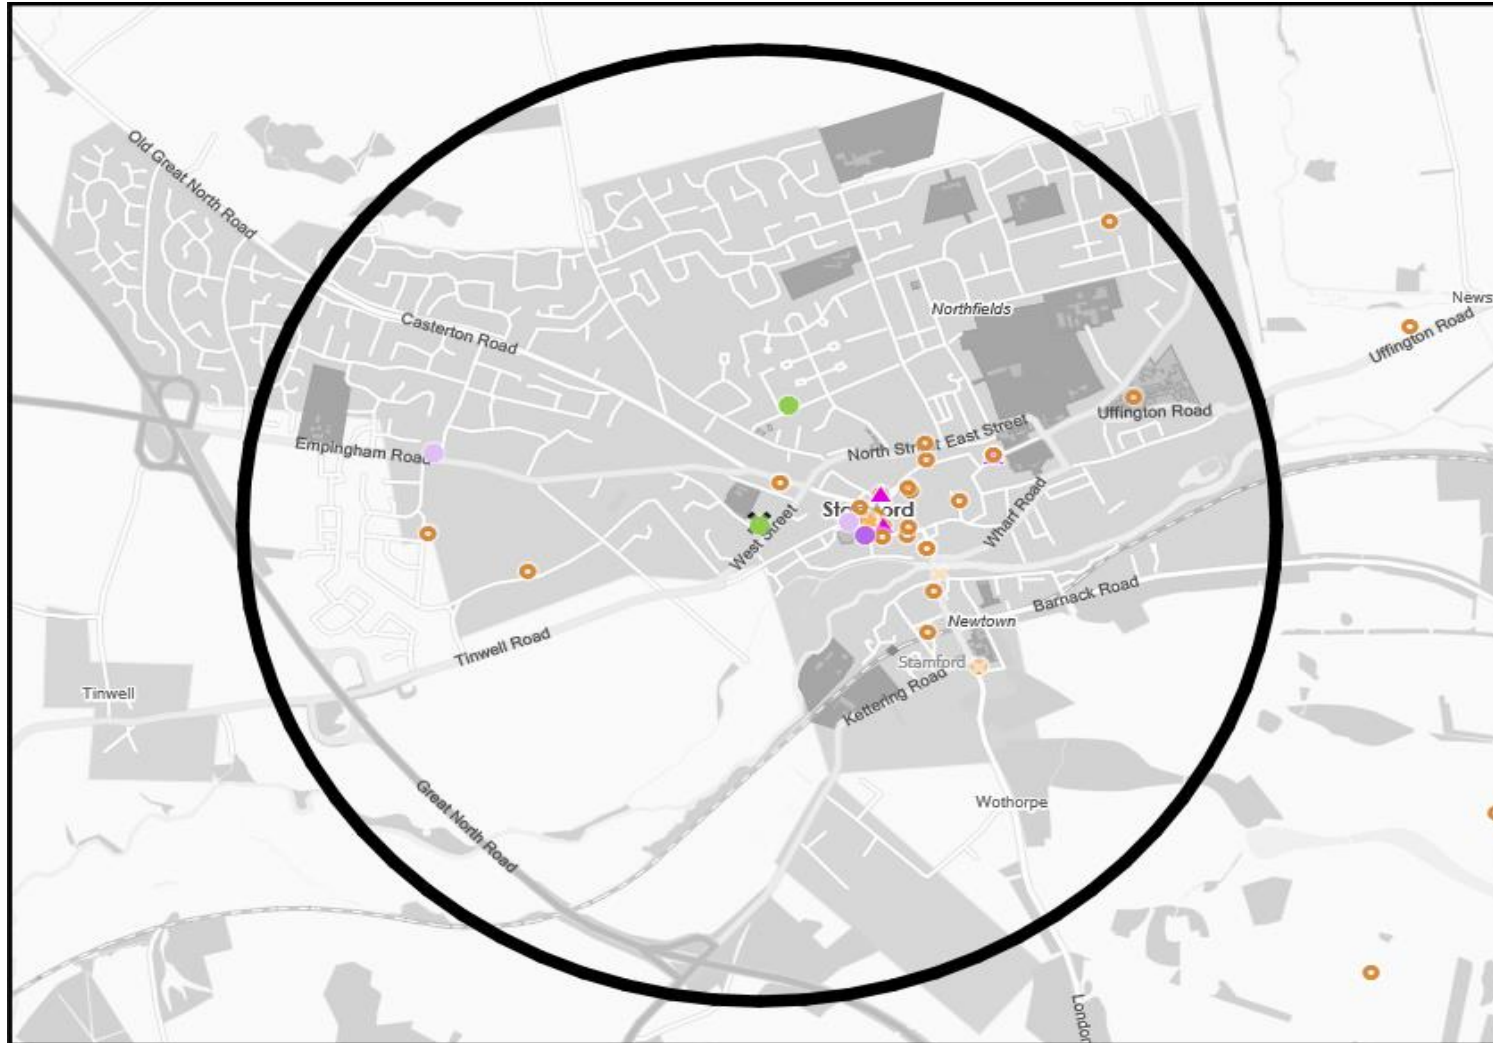 Old Great North Road
Casterton Road
Northfields
News
Uffington Road
Uffington Road
North Street East Street
Empingham Road
Stamford
West Street
Wharf Road
Barnack Road
Newtown
Tinwell Road
Stamford
Kettering Road
Tinwell
Great North Road
Wothorpe
London